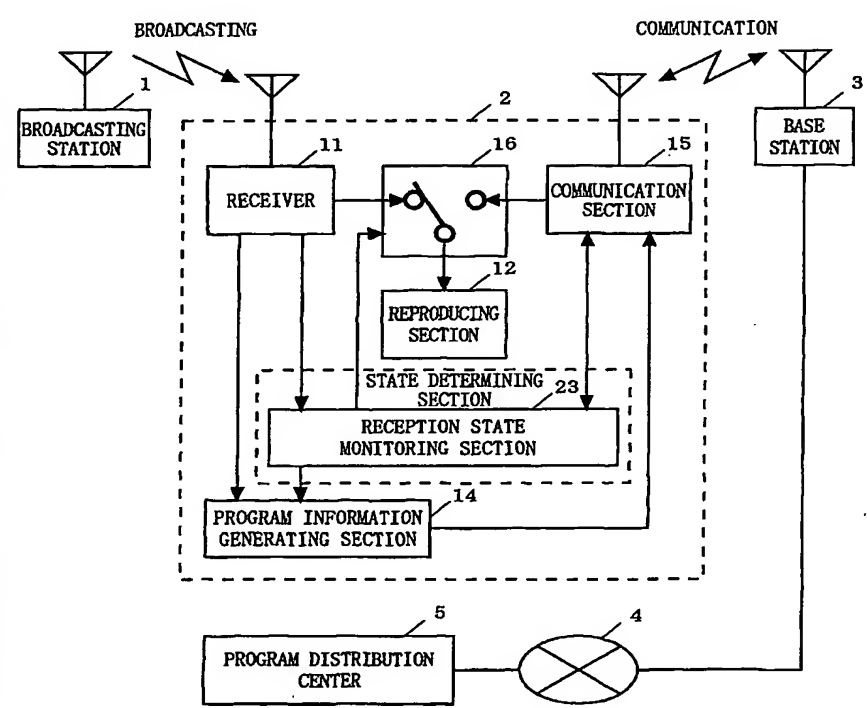 BROADCASTING
COMMUNICATION
1
2
3
BROADCASTING
STATION
11
16
15
BASE
STATION
RECEIVER
COMMUNICATION
SECTION
12
REPRODUCING
SECTION
STATE DETERMINING
SECTION
23
RECEPTION STATE
MONITORING SECTION
14
PROGRAM INFORMATION
GENERATING SECTION
5
4
PROGRAM DISTRIBUTION
CENTER